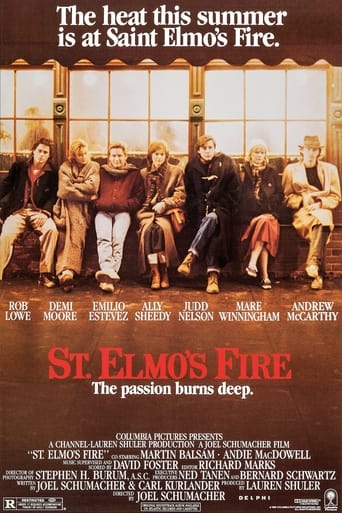 The heat this summer
is at Saint Elmo's Fire.
ROB LOWE
DEMI MOORE
EMILIO ESTEVEZ
ALLY SHEEDY
JUDD NELSON
MARE WINNINGHAM
ANDREW McCARTHY
ST. ELMO'S FIRE
The passion burns deep.
COLUMBIA PICTURES PRESENTS
A CHANNEL-LAUREN SHULER PRODUCTION A JOEL SCHUMACHER FILM
"ST. ELMO'S FIRE" CO-STARRING MARTIN BALSAM · ANDIE MacDOWELL
MUSIC SUPERVISED AND SCORED BY DAVID FOSTER EDITOR RICHARD MARKS
DIRECTOR OF PHOTOGRAPHY STEPHEN H. BURUM, A.S.C. EXECUTIVE PRODUCERS NED TANEN AND BERNARD SCHWARTZ
WRITTEN BY JOEL SCHUMACHER & CARL KURLANDER PRODUCED BY LAUREN SHULER
DIRECTED BY JOEL SCHUMACHER
R RESTRICTED
DELPHI